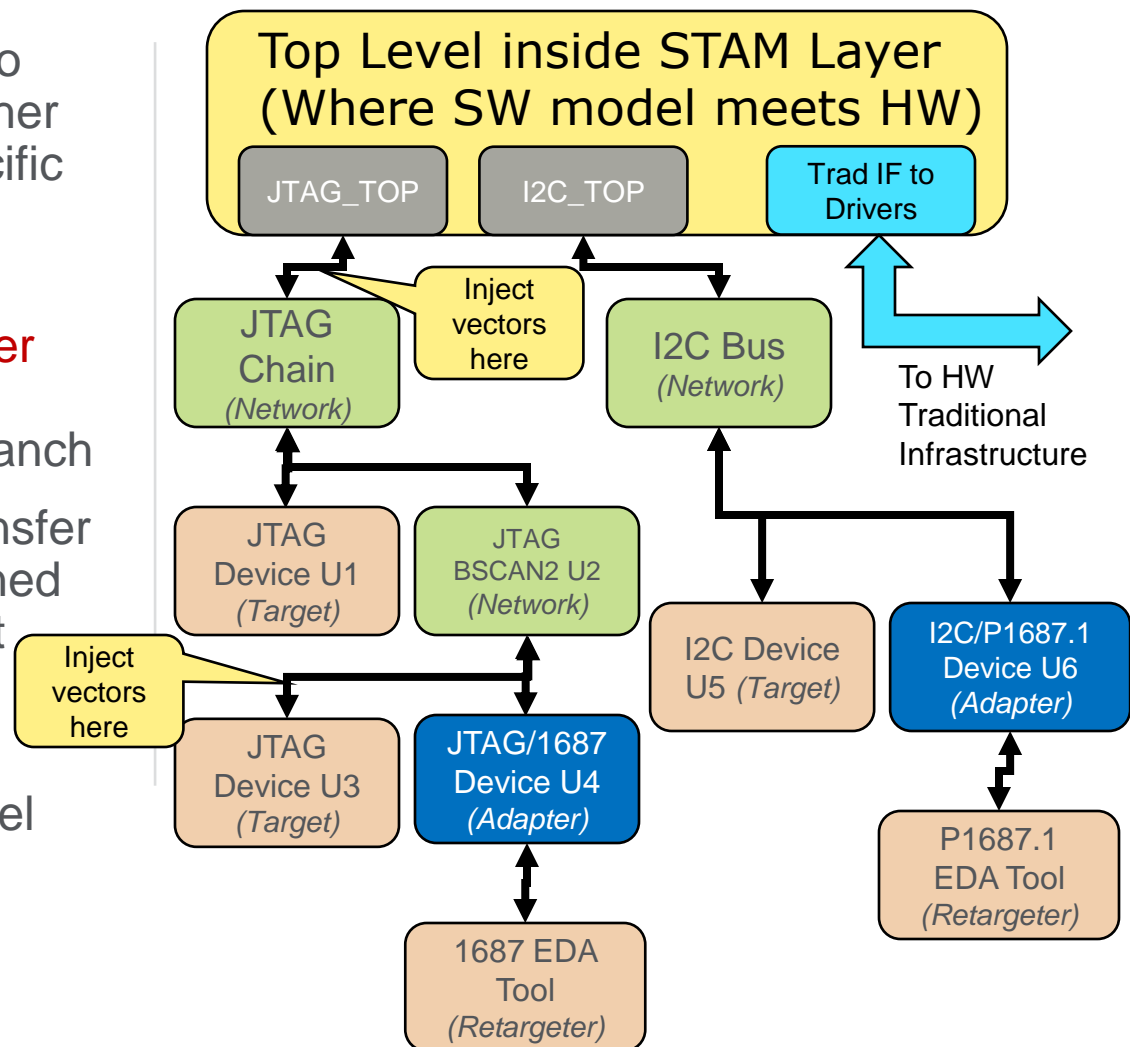 Top Level inside STAM Layer
(Where SW model meets HW)
JTAG_TOP
I2C_TOP
Trad IF to
Drivers
Inject
vectors
here
JTAG
Chain
(Network)
I2C Bus
(Network)
To HW
Traditional
Infrastructure
JTAG
Device U1
(Target)
JTAG
BSCAN2 U2
(Network)
I2C Device
U5 (Target)
I2C/P1687.1
Device U6
(Adapter)
Inject
vectors
here
JTAG
Device U3
(Target)
JTAG/1687
Device U4
(Adapter)
P1687.1
EDA Tool
(Retargeter)
1687 EDA
Tool
(Retargeter)